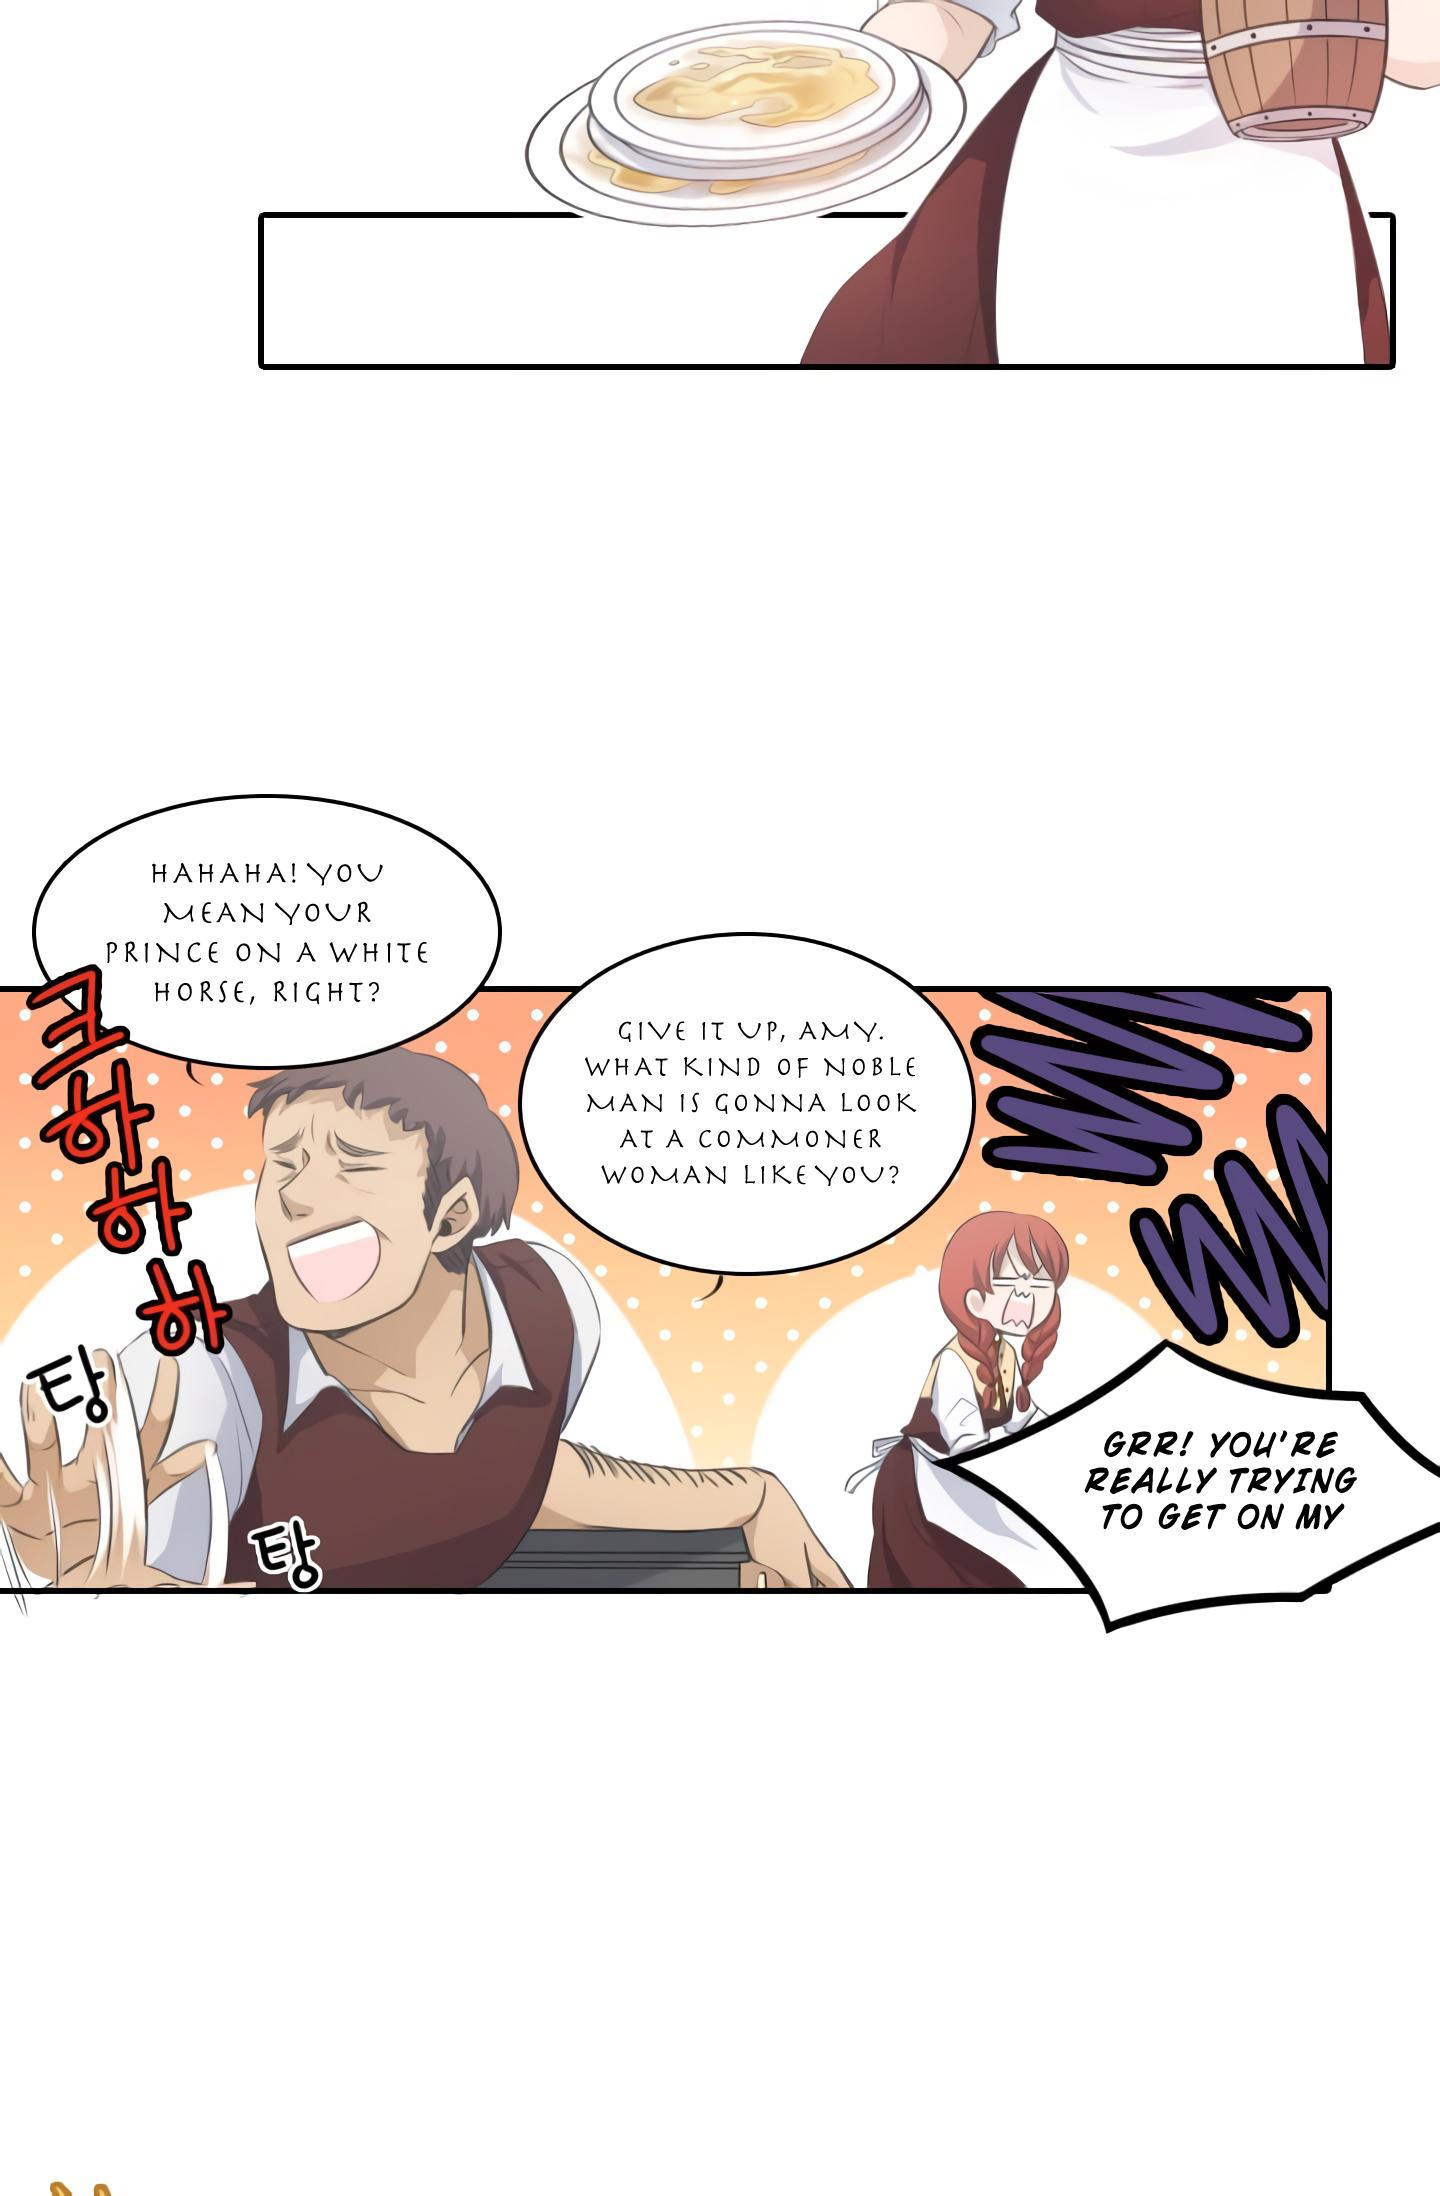 HAHAHA! YOU
MEAN YOUR
PRINCE ON A WHITE
HORSE, RIGHT?
크하하하
GIVE IT UP, AMY.
WHAT KIND OF NOBLE
MAN IS GONNA LOOK
AT A COMMONER
WOMAN LIKE YOU?
탕
탕
GRR! YOU'RE
REALLY TRYING
TO GET ON MY